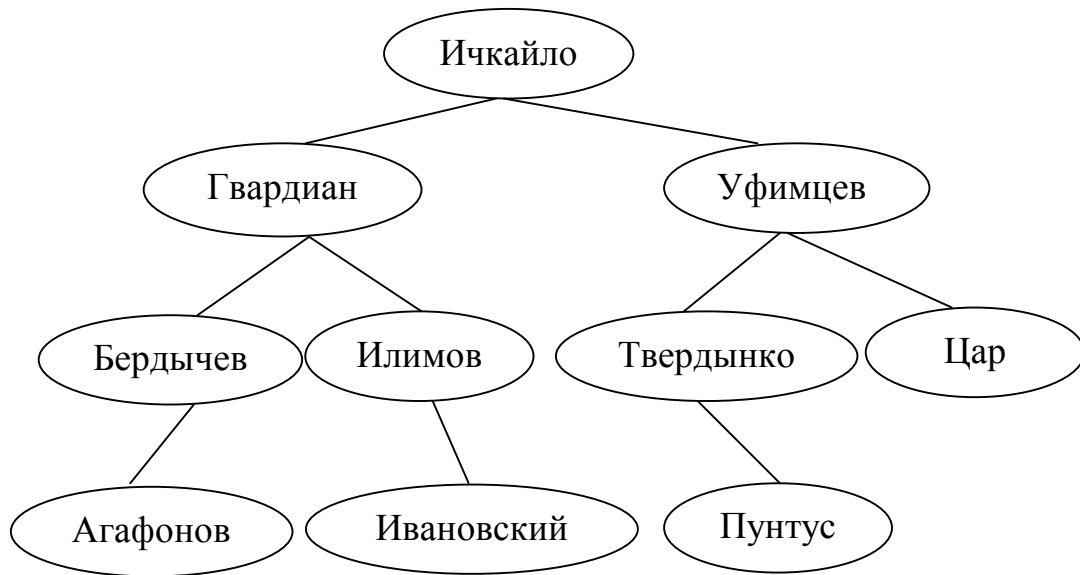 Ичкайло
Гвардиан
Уфимцев
Бердычев
Илимов
Твердынко
Цар
Агафонов
Ивановский
Пунтус